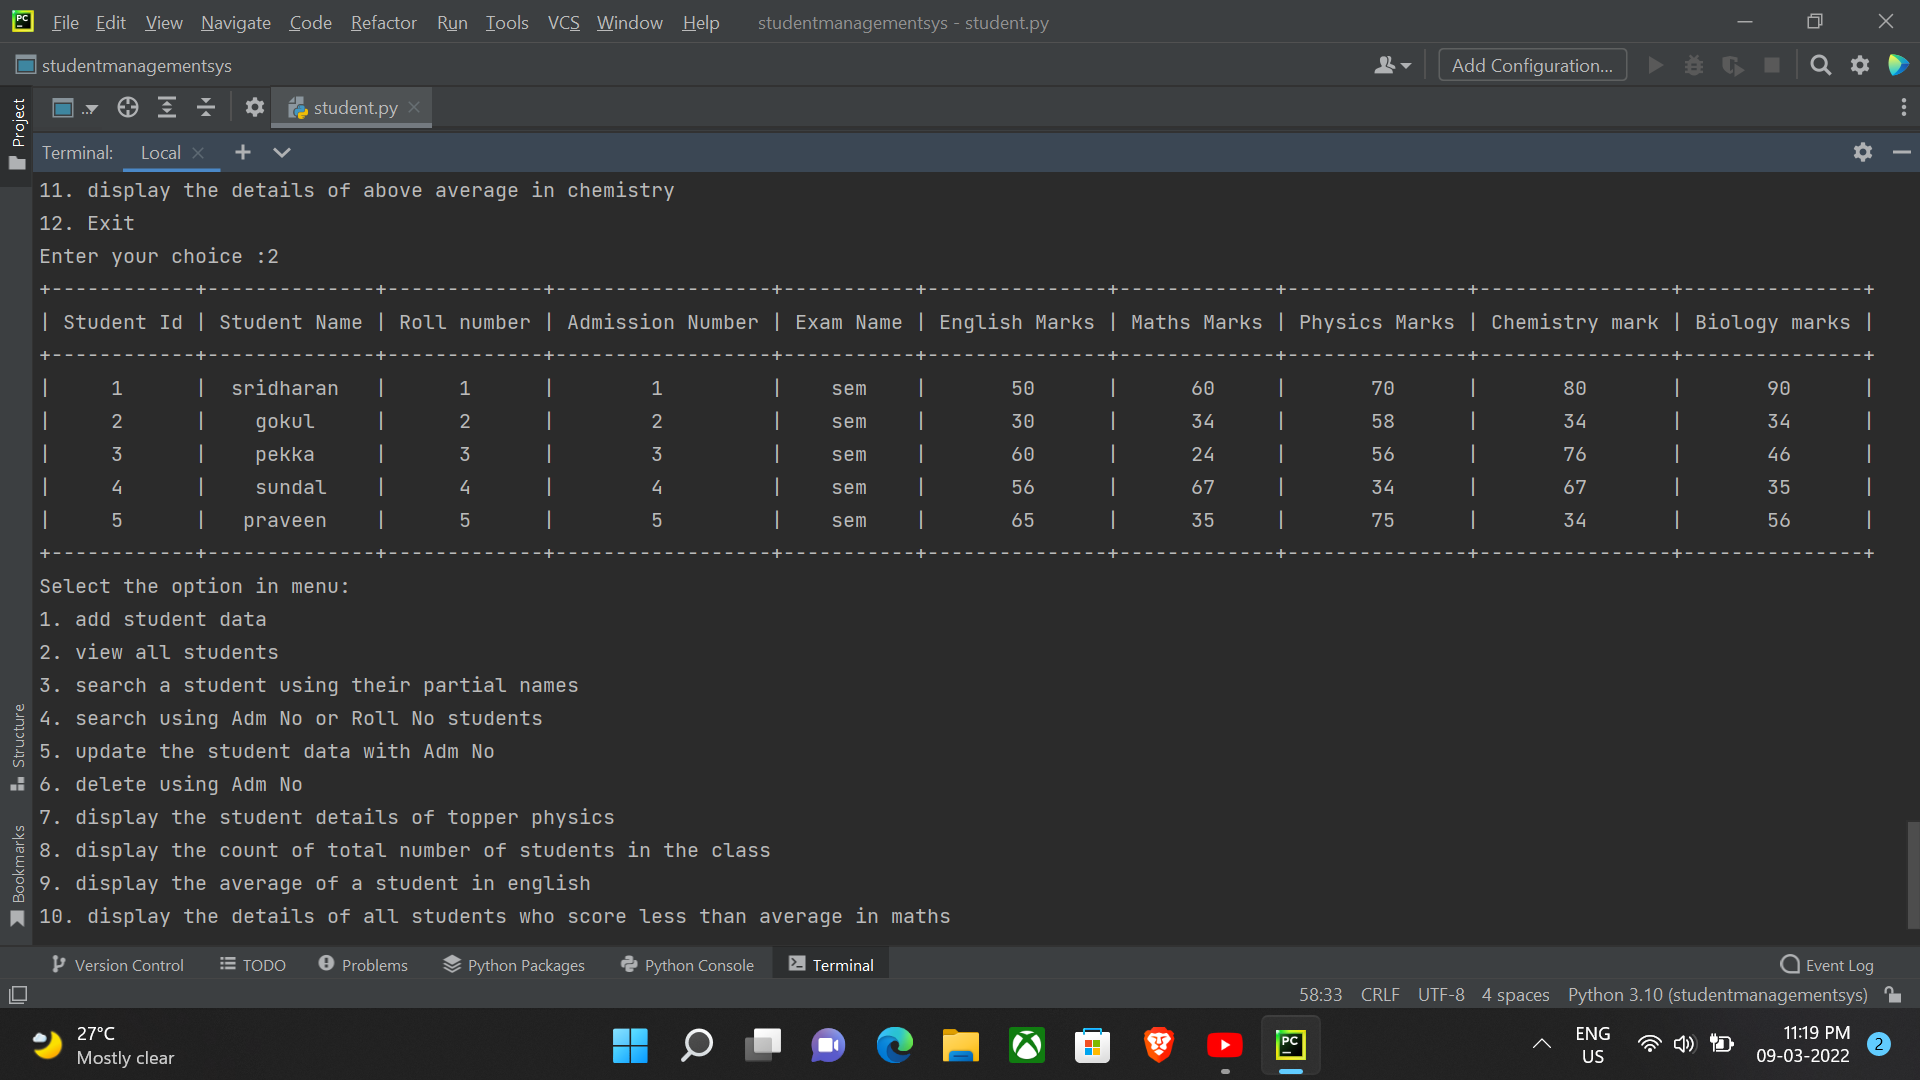 PC File Edit View Navigate Code Refactor Run Tools VCS Window Help studentmanagementsys - student.py
studentmanagementsys Add Configuration...
Project .. student.py
Terminal: Local
11. display the details of above average in chemistry
12. Exit
Enter your choice :2
+------------+--------------+-------------+------------------+-----------+---------------+-------------+---------------+----------------+---------------+
| Student Id | Student Name | Roll number | Admission Number | Exam Name | English Marks | Maths Marks | Physics Marks | Chemistry mark | Biology marks |
+------------+--------------+-------------+------------------+-----------+---------------+-------------+---------------+----------------+---------------+
|     1      |  sridharan   |      1      |        1         |    sem    |       50      |      60     |       70      |       80       |       90      |
|     2      |    gokul     |      2      |        2         |    sem    |       30      |      34     |       58      |       34       |       34      |
|     3      |    pekka     |      3      |        3         |    sem    |       60      |      24     |       56      |       76       |       46      |
|     4      |    sundal    |      4      |        4         |    sem    |       56      |      67     |       34      |       67       |       35      |
|     5      |   praveen    |      5      |        5         |    sem    |       65      |      35     |       75      |       34       |       56      |
+------------+--------------+-------------+------------------+-----------+---------------+-------------+---------------+----------------+---------------+
Select the option in menu:
1. add student data
2. view all students
3. search a student using their partial names
4. search using Adm No or Roll No students
5. update the student data with Adm No
6. delete using Adm No
7. display the student details of topper physics
8. display the count of total number of students in the class
9. display the average of a student in english
10. display the details of all students who score less than average in maths
Structure
Bookmarks
Version Control TODO Problems Python Packages Python Console Terminal Event Log
58:33 CRLF UTF-8 4 spaces Python 3.10 (studentmanagementsys)
27°C
Mostly clear
PC
ENG
US
11:19 PM
09-03-2022
2